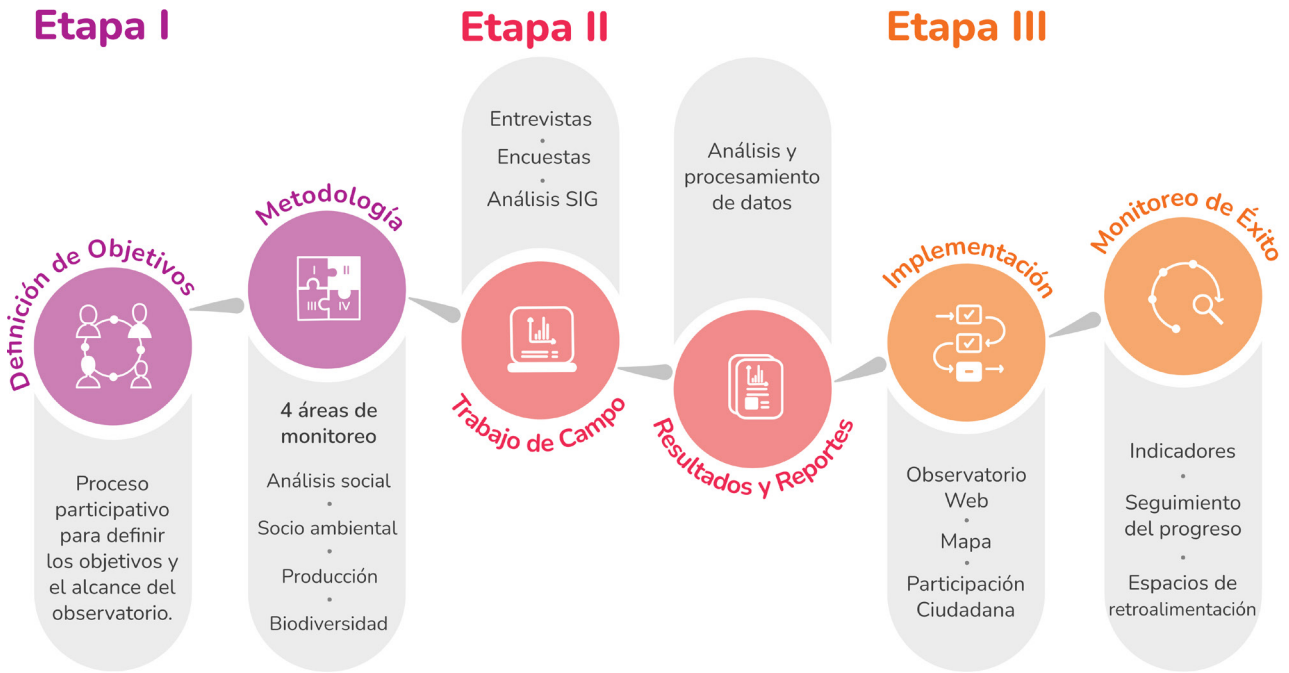 Etapa I
Definición de Objetivos
Proceso
participativo
para definir
los objetivos y
el alcance del
observatorio.
Metodología
I
II
III
IV
4 áreas de
monitoreo
Análisis social
Socio ambiental
Producción
Biodiversidad
Etapa II
Entrevistas
Encuestas
Análisis SIG
Trabajo de Campo
Análisis y
procesamiento
de datos
Resultados y Reportes
Etapa III
Implementación
Observatorio
Web
Mapa
Participación
Ciudadana
Monitoreo de Éxito
Indicadores
Seguimiento
del progreso
Espacios de
retroalimentación